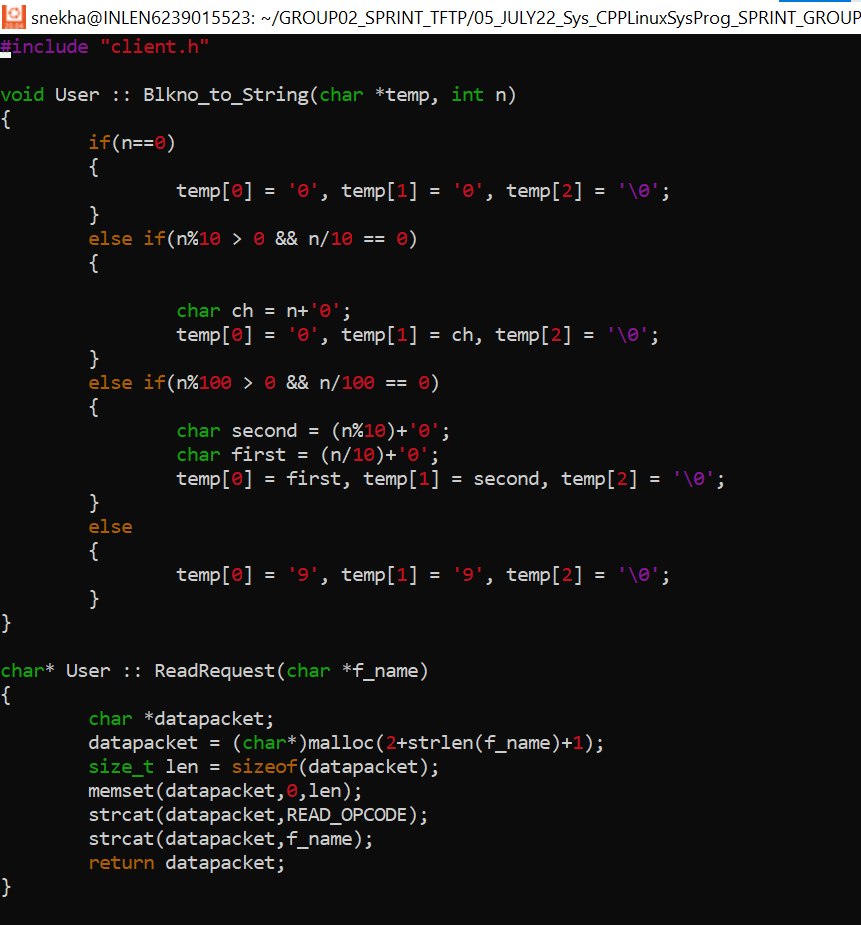 snekha@INLEN6239015523: ~/GROUP02_SPRINT_TFTP/05_JULY22_Sys_CPPLinuxSysProg_SPRINT_GROUP
#include "client.h"
void User :: Blkno_to_String(char *temp, int n)
{
if(n==0)
{
temp[0] = '0', temp[1] = '0', temp[2] = '\0';
}
else if(n%10 > 0 && n/10 == 0)
{
char ch = n+'0';
temp[0] = '0', temp[1] = ch, temp[2] = '\0';
}
else if(n%100 > 0 && n/100 == 0)
{
char second = (n%10)+'0';
char first = (n/10)+'0';
temp[0] = first, temp[1] = second, temp[2] = '\0';
}
else
{
temp[0] = '9', temp[1] = '9', temp[2] = '\0';
}
}
char* User :: ReadRequest(char *f_name)
{
char *datapacket;
datapacket = (char*)malloc(2+strlen(f_name)+1);
size_t len = sizeof(datapacket);
memset(datapacket,0,len);
strcat(datapacket,READ_OPCODE);
strcat(datapacket,f_name);
return datapacket;
}